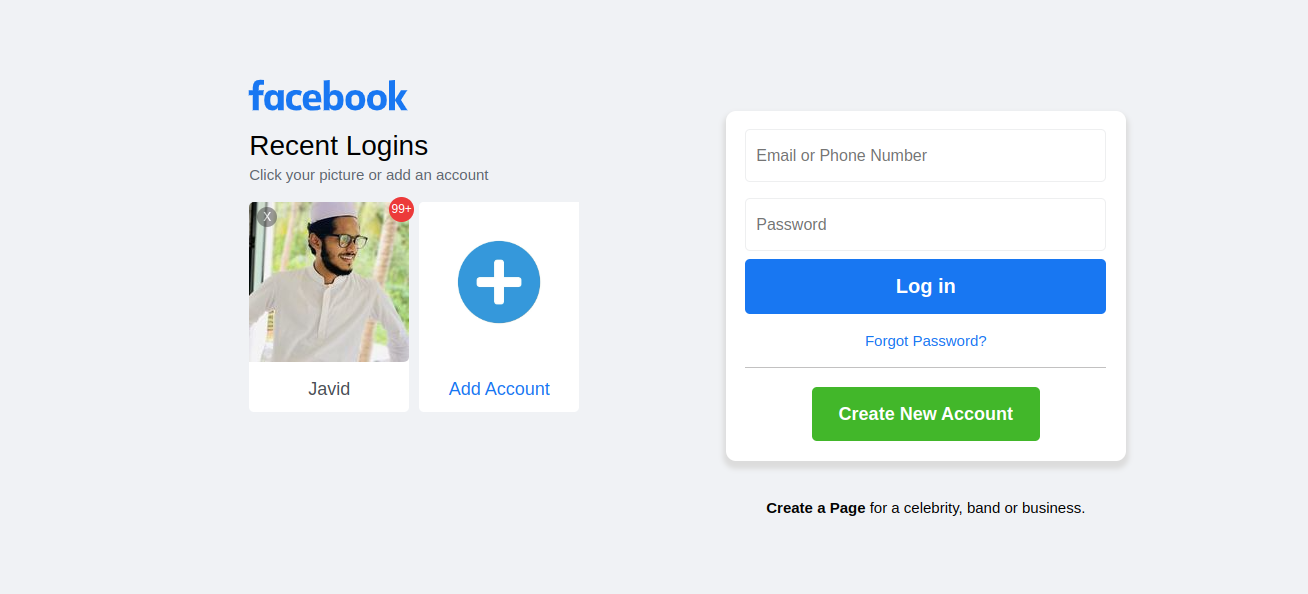 facebook
Recent Logins
Click your picture or add an account
X
99+
Javid
Add Account
Email or Phone Number
Password
Log in
Forgot Password?
Create New Account
Create a Page for a celebrity, band or business.